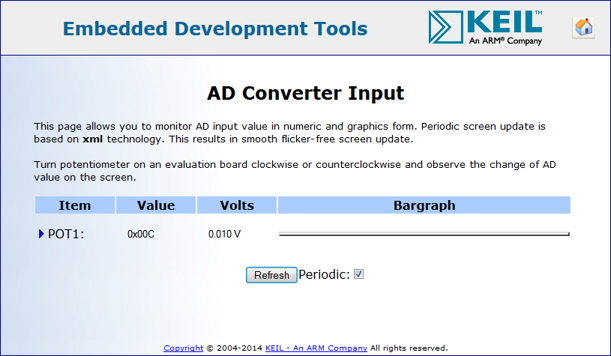 Embedded Development Tools
KEIL™
An ARM® Company
AD Converter Input
This page allows you to monitor AD input value in numeric and graphics form. Periodic screen update is
based on xml technology. This results in smooth flicker-free screen update.
Turn potentiometer on an evaluation board clockwise or counterclockwise and observe the change of AD
value on the screen.
Item Value Volts Bargraph
POT1: 0x00C 0.010 V
Refresh Periodic:
Copyright © 2004-2014 KEIL - An ARM Company All rights reserved.